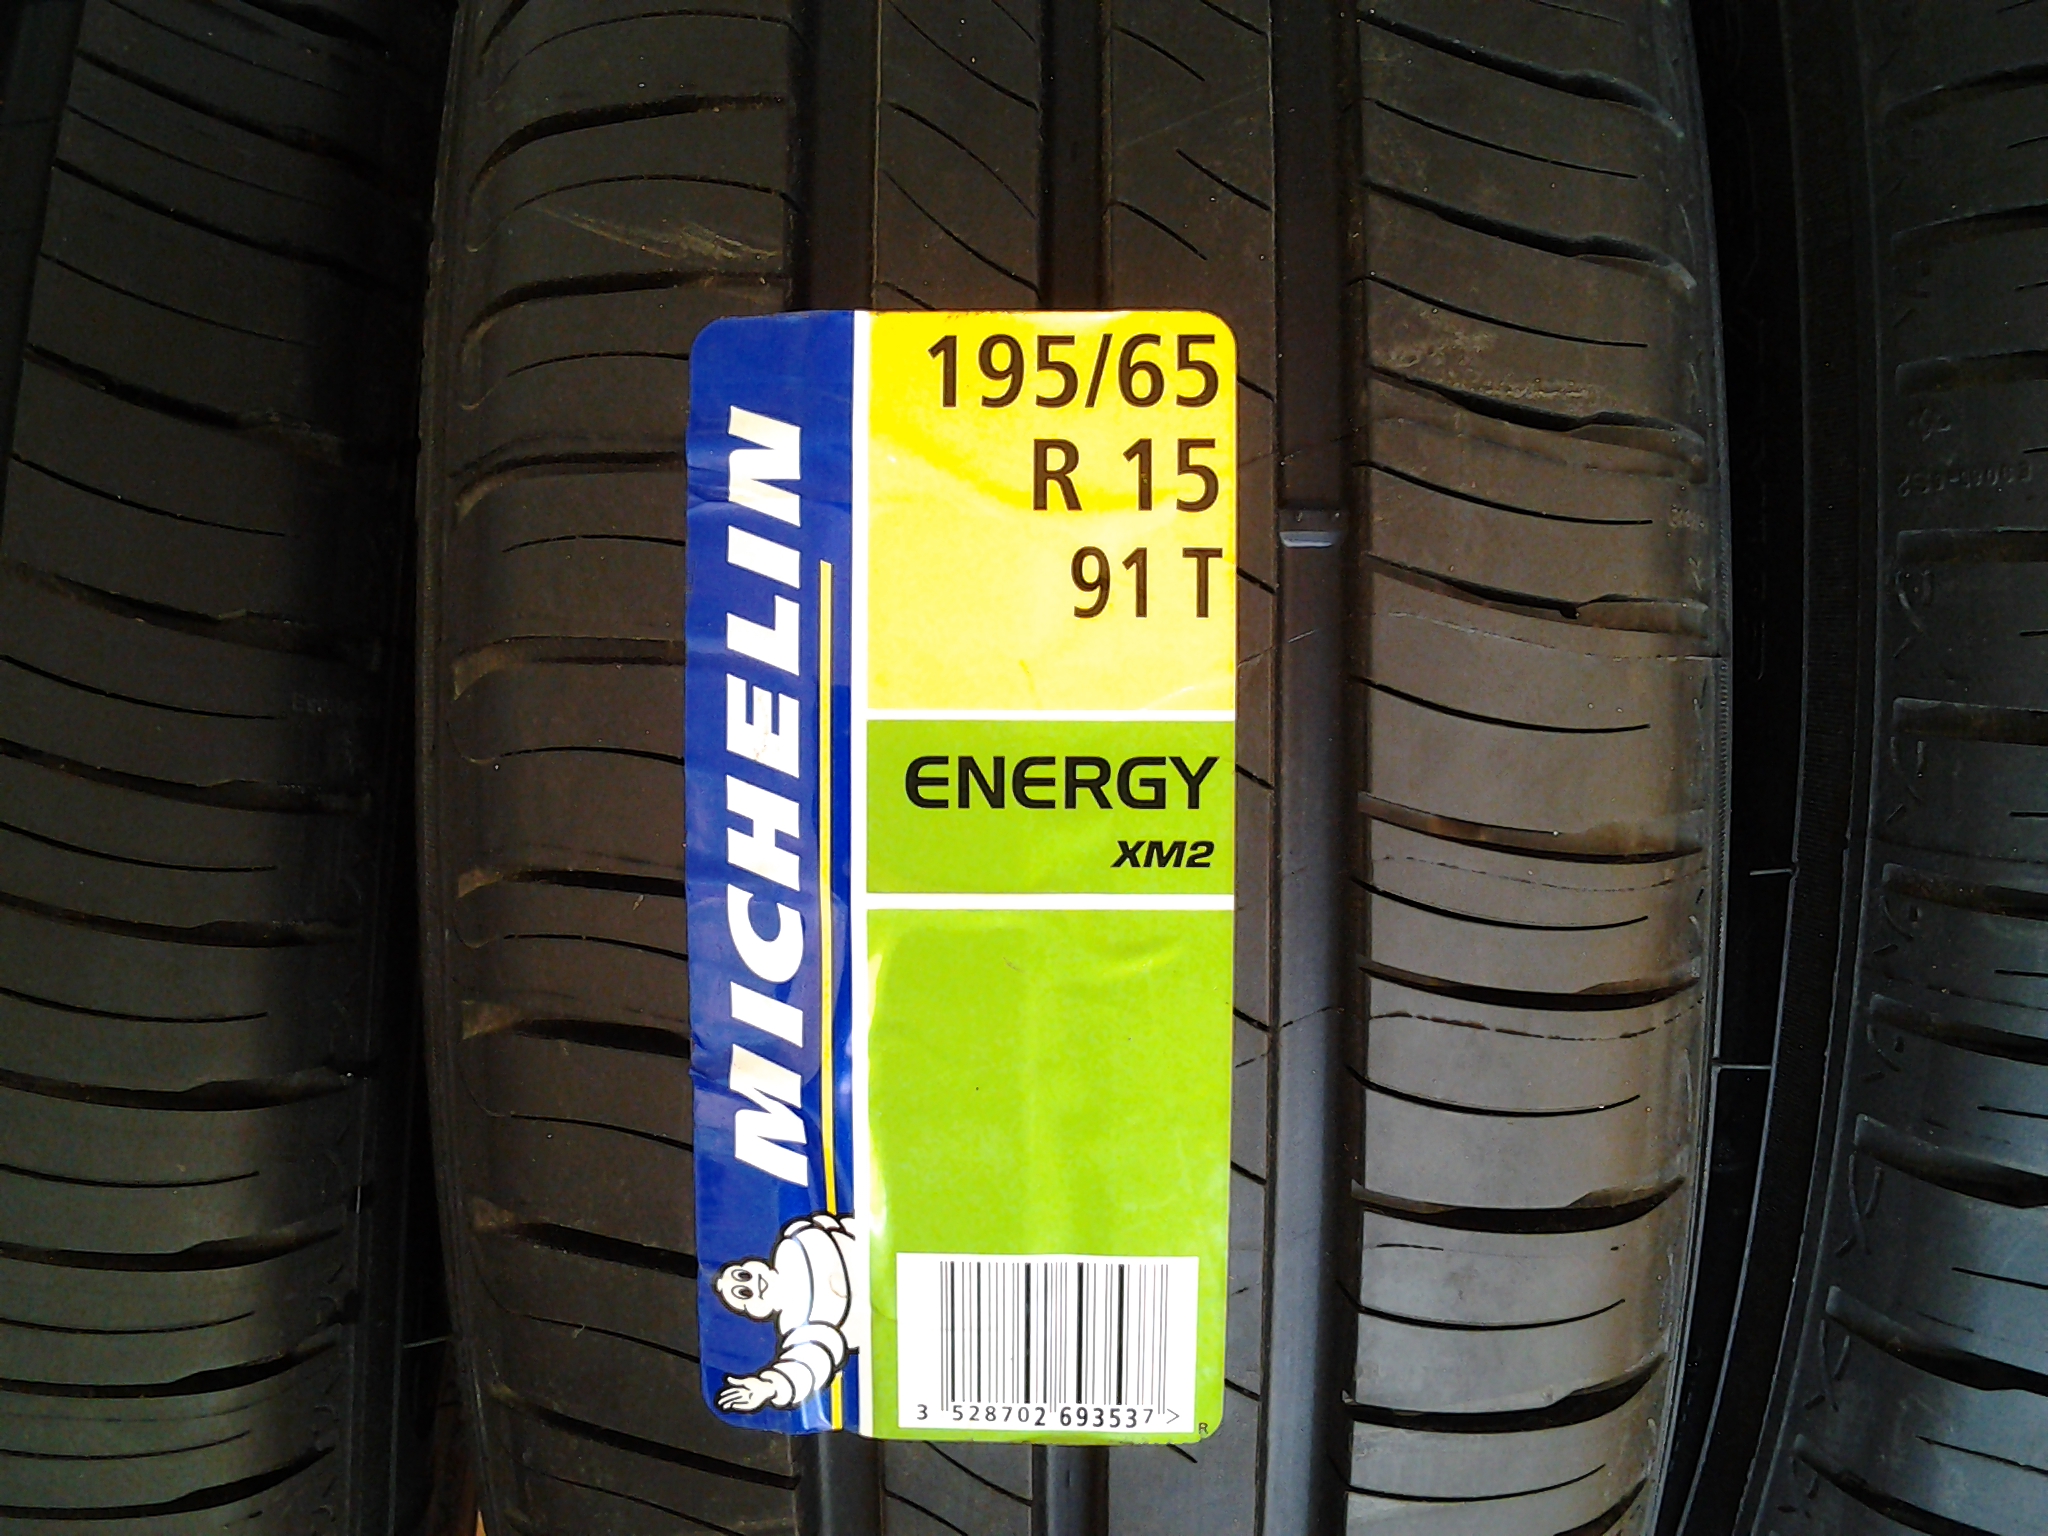 MICHELIN
195/65
R 15
91 T
ENERGY
XM2
3 528702 693537 >
R